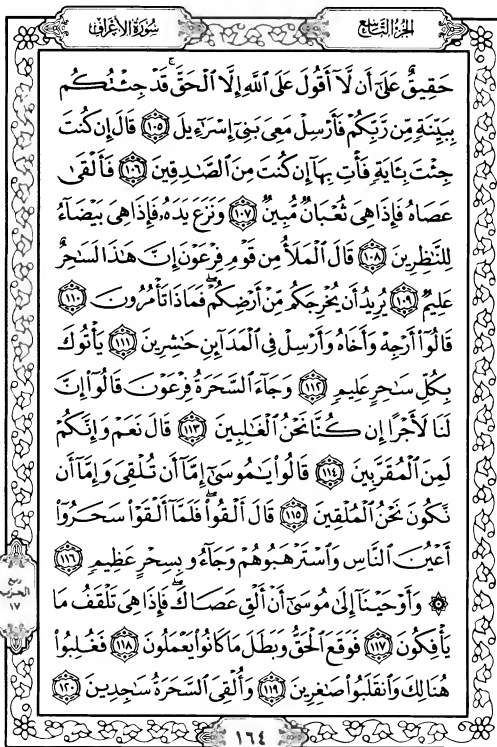 الجزء التاسع
سورة الأعراف
حَقِيقٌ عَلَىٰٓ أَن لَّآ أَقُولَ عَلَى ٱللَّهِ إِلَّا ٱلْحَقَّۚ قَدْ جِئْتُكُم
بِبَيِّنَةٍ مِّن رَّبِّكُمْ فَأَرْسِلْ مَعِىَ بَنِىٓ إِسْرَٰٓءِيلَ ١٠٥ قَالَ إِن كُنتَ
جِئْتَ بِـَٔايَةٍ فَأْتِ بِهَآ إِن كُنتَ مِنَ ٱلصَّٰدِقِينَ ١٠٦ فَأَلْقَىٰ
عَصَاهُ فَإِذَا هِىَ ثُعْبَانٌ مُّبِينٌ ١٠٧ وَنَزَعَ يَدَهُۥ فَإِذَا هِىَ بَيْضَآءُ
لِلنَّٰظِرِينَ ١٠٨ قَالَ ٱلْمَلَأُ مِن قَوْمِ فِرْعَوْنَ إِنَّ هَٰذَا لَسَٰحِرٌ
عَلِيمٌ ١٠٩ يُرِيدُ أَن يُخْرِجَكُم مِّنْ أَرْضِكُمْۖ فَمَاذَا تَأْمُرُونَ ١١٠
قَالُوٓا۟ أَرْجِهْ وَأَخَاهُ وَأَرْسِلْ فِى ٱلْمَدَآئِنِ حَٰشِرِينَ ١١١ يَأْتُوكَ
بِكُلِّ سَٰحِرٍ عَلِيمٍ ١١٢ وَجَآءَ ٱلسَّحَرَةُ فِرْعَوْنَ قَالُوٓا۟ إِنَّ
لَنَا لَأَجْرًا إِن كُنَّا نَحْنُ ٱلْغَٰلِبِينَ ١١٣ قَالَ نَعَمْ وَإِنَّكُمْ
لَمِنَ ٱلْمُقَرَّبِينَ ١١٤ قَالُوا۟ يَٰمُوسَىٰٓ إِمَّآ أَن تُلْقِىَ وَإِمَّآ أَن
نَّكُونَ نَحْنُ ٱلْمُلْقِينَ ١١٥ قَالَ أَلْقُوا۟ۖ فَلَمَّآ أَلْقَوْا۟ سَحَرُوٓا۟
أَعْيُنَ ٱلنَّاسِ وَٱسْتَرْهَبُوهُمْ وَجَآءُو بِسِحْرٍ عَظِيمٍ ١١٦
۞ وَأَوْحَيْنَآ إِلَىٰ مُوسَىٰٓ أَنْ أَلْقِ عَصَاكَۖ فَإِذَا هِىَ تَلْقَفُ مَا
يَأْفِكُونَ ١١٧ فَوَقَعَ ٱلْحَقُّ وَبَطَلَ مَا كَانُوا۟ يَعْمَلُونَ ١١٨ فَغُلِبُوا۟
هُنَالِكَ وَٱنقَلَبُوا۟ صَٰغِرِينَ ١١٩ وَأُلْقِىَ ٱلسَّحَرَةُ سَٰجِدِينَ ١٢٠
ربع
الحزب
١٧
١٦٤